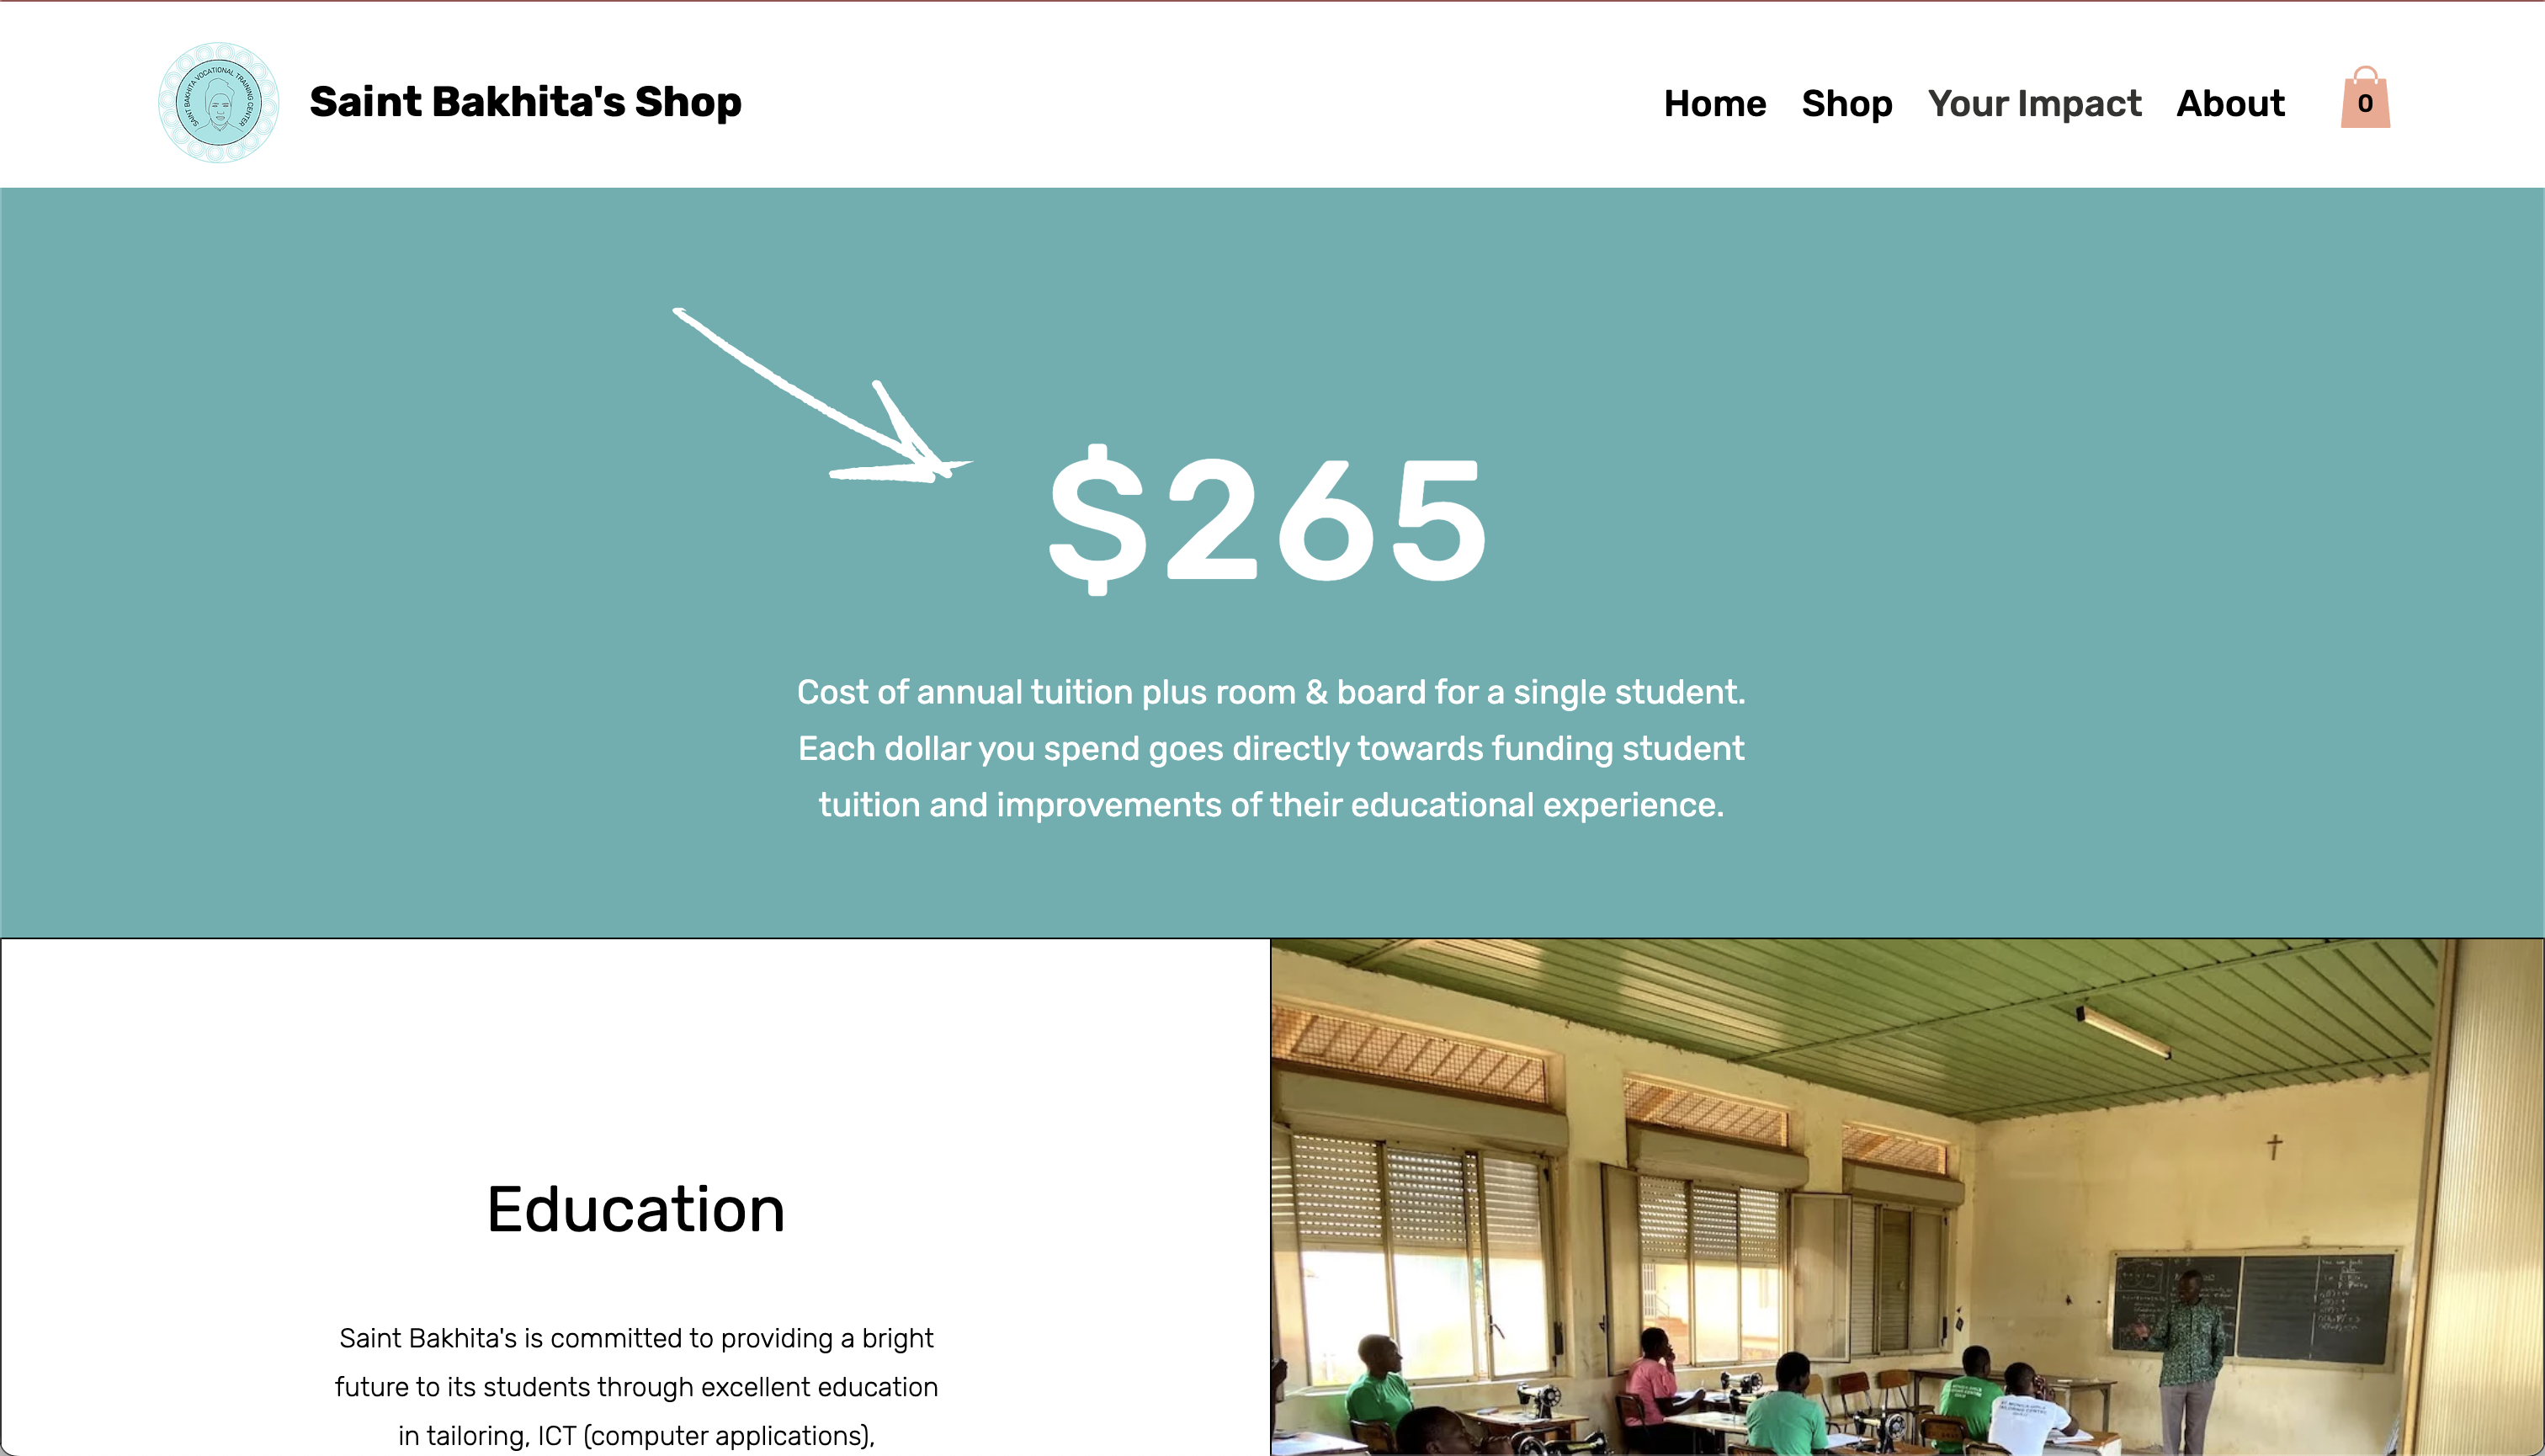 SAINT BAKHITA VOCATIONAL TRAINING CENTER
Saint Bakhita's Shop
Home Shop Your Impact About 0
$265
Cost of annual tuition plus room & board for a single student.
Each dollar you spend goes directly towards funding student
tuition and improvements of their educational experience.
Education
Saint Bakhita's is committed to providing a bright
future to its students through excellent education
in tailoring, ICT (computer applications),